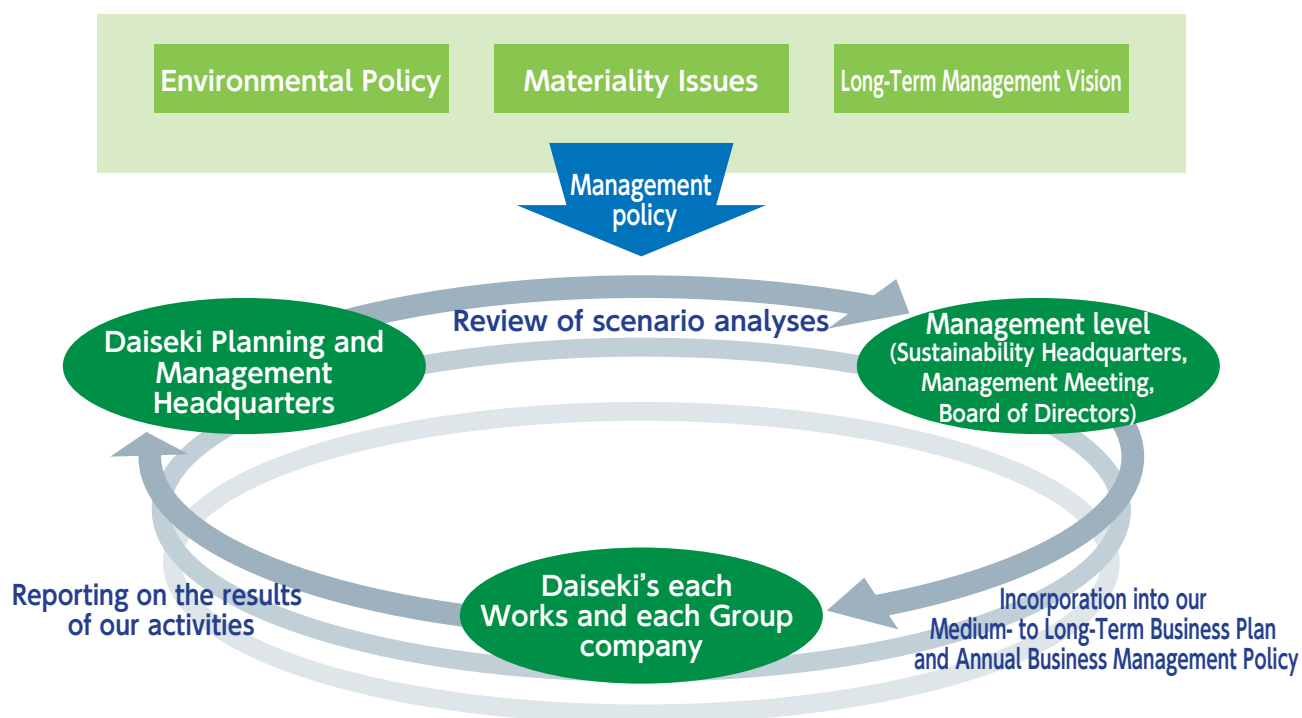 Environmental Policy
Materiality Issues
Long-Term Management Vision
Management
policy
Review of scenario analyses
Daiseki Planning and
Management
Headquarters
Management level
(Sustainability Headquarters,
Management Meeting,
Board of Directors)
Daiseki’s each
Works and each Group
company
Reporting on the results
of our activities
Incorporation into our
Medium- to Long-Term Business Plan
and Annual Business Management Policy